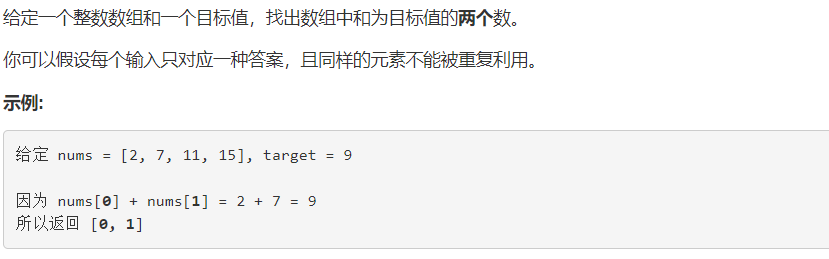 给定一个整数数组和一个目标值，找出数组中和为目标值的两个数。
你可以假设每个输入只对应一种答案，且同样的元素不能被重复利用。
示例:
给定 nums = [2, 7, 11, 15], target = 9
因为 nums[0] + nums[1] = 2 + 7 = 9
所以返回 [0, 1]